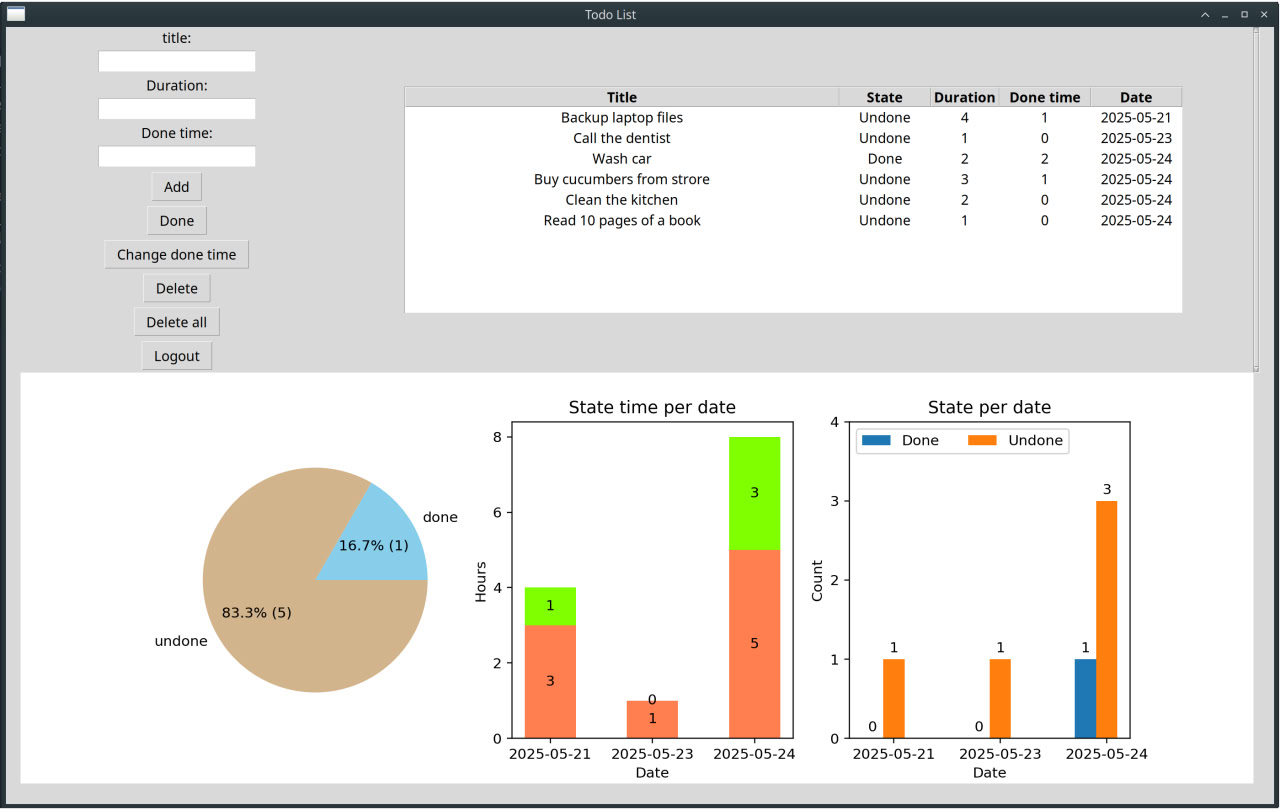 Todo List
title:
Duration:
Done time:
Add
Done
Change done time
Delete
Delete all
Logout
Title State Duration Done time Date
Backup laptop files Undone 4 1 2025-05-21
Call the dentist Undone 1 0 2025-05-23
Wash car Done 2 2 2025-05-24
Buy cucumbers from strore Undone 3 1 2025-05-24
Clean the kitchen Undone 2 0 2025-05-24
Read 10 pages of a book Undone 1 0 2025-05-24
done
16.7% (1)
83.3% (5)
undone
State time per date
Hours
8
6
4
2
0
1
3
0
1
3
5
2025-05-21 2025-05-23 2025-05-24
Date
State per date
Done Undone
Count
4
3
2
1
0
0
1
0
1
1
3
2025-05-21 2025-05-23 2025-05-24
Date